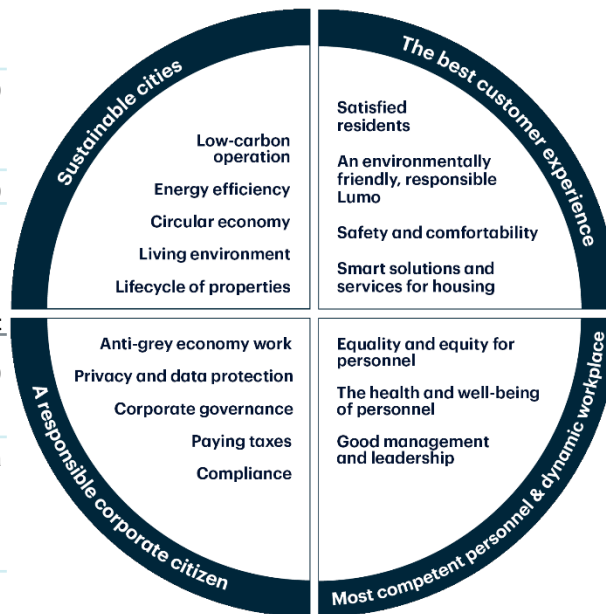 Sustainable cities
Low-carbon
operation
Energy efficiency
Circular economy
Living environment
Lifecycle of properties
The best customer experience
Satisfied
residents
An environmentally
friendly, responsible
Lumo
Safety and comfortability
Smart solutions and
services for housing
A responsible corporate citizen
Anti-grey economy work
Privacy and data protection
Corporate governance
Paying taxes
Compliance
Most competent personnel & dynamic workplace
Equality and equity for
personnel
The health and well-being
of personnel
Good management
and leadership